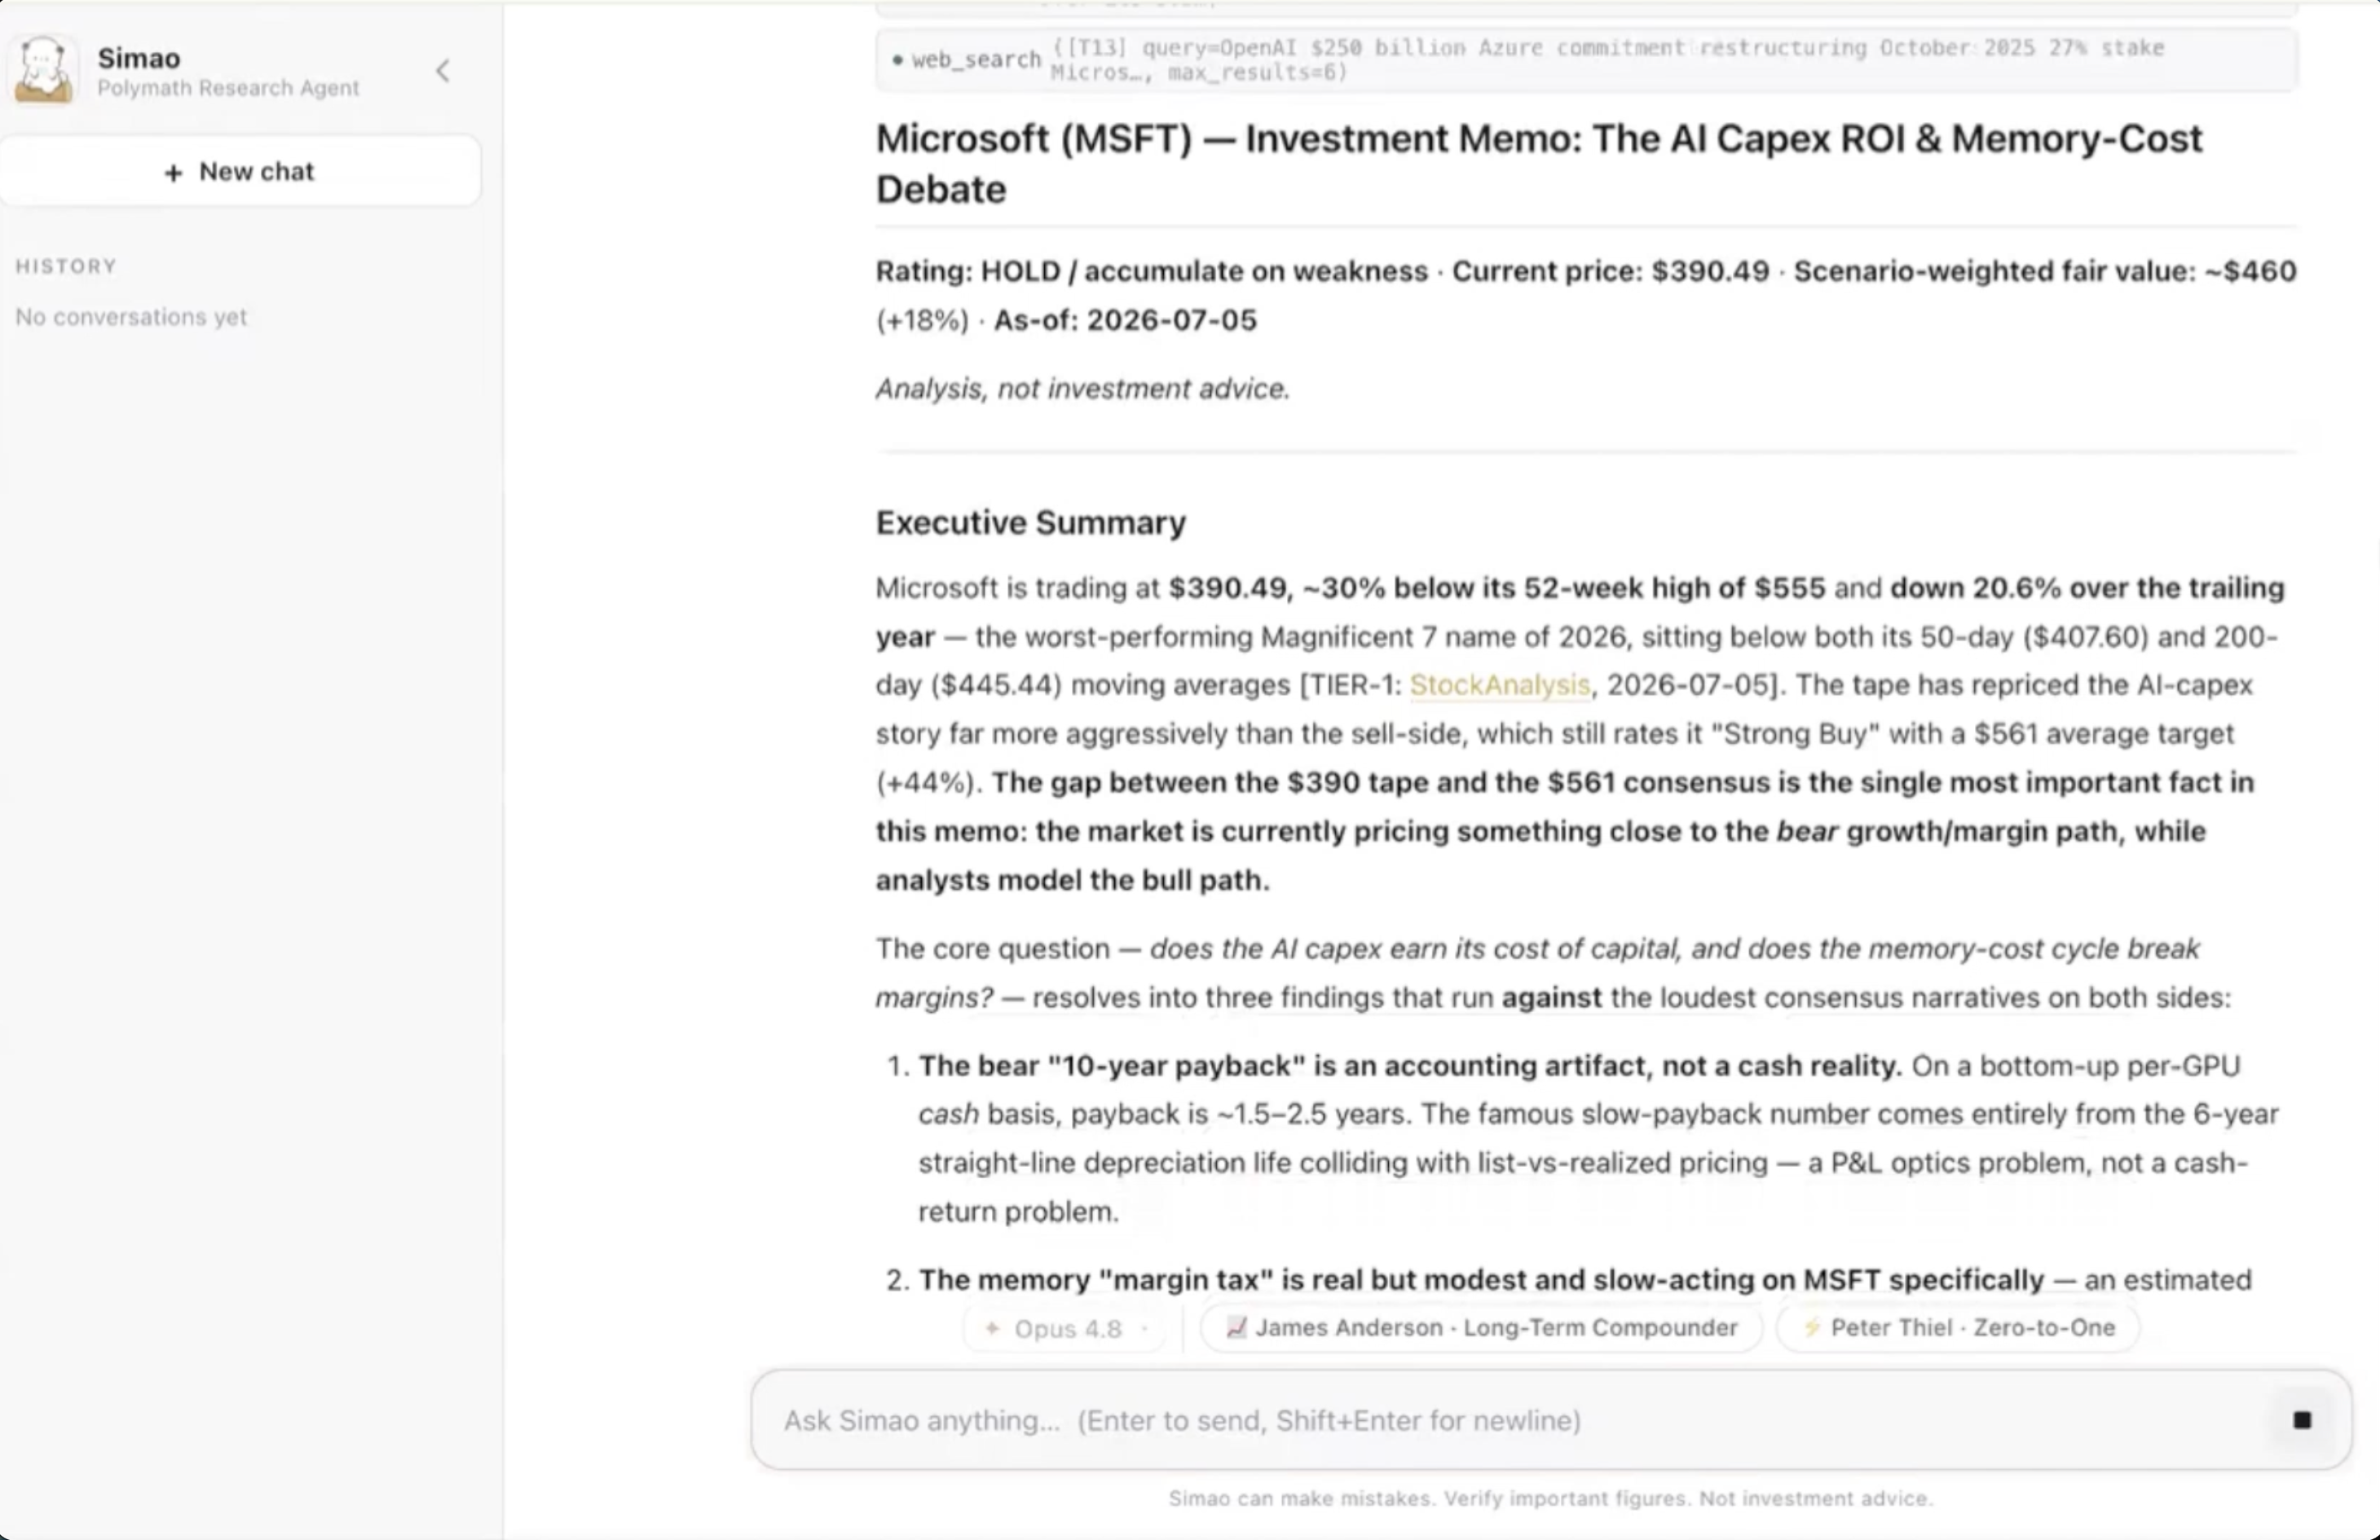 Simao
Polymath Research Agent
+ New chat
HISTORY
No conversations yet
web_search ([T13] query=OpenAI $250 billion Azure commitment restructuring October 2025 27% stake
Micros…, max_results=6)
Microsoft (MSFT) — Investment Memo: The AI Capex ROI & Memory-Cost
Debate
Rating: HOLD / accumulate on weakness · Current price: $390.49 · Scenario-weighted fair value: ~$460
(+18%) · As-of: 2026-07-05
Analysis, not investment advice.
Executive Summary
Microsoft is trading at $390.49, ~30% below its 52-week high of $555 and down 20.6% over the trailing
year — the worst-performing Magnificent 7 name of 2026, sitting below both its 50-day ($407.60) and 200-
day ($445.44) moving averages [TIER-1: StockAnalysis, 2026-07-05]. The tape has repriced the AI-capex
story far more aggressively than the sell-side, which still rates it "Strong Buy" with a $561 average target
(+44%). The gap between the $390 tape and the $561 consensus is the single most important fact in
this memo: the market is currently pricing something close to the bear growth/margin path, while
analysts model the bull path.
The core question — does the AI capex earn its cost of capital, and does the memory-cost cycle break
margins? — resolves into three findings that run against the loudest consensus narratives on both sides:
1. The bear "10-year payback" is an accounting artifact, not a cash reality. On a bottom-up per-GPU
cash basis, payback is ~1.5–2.5 years. The famous slow-payback number comes entirely from the 6-year
straight-line depreciation life colliding with list-vs-realized pricing — a P&L optics problem, not a cash-
return problem.
2. The memory "margin tax" is real but modest and slow-acting on MSFT specifically — an estimated
Opus 4.8 ·
James Anderson · Long-Term Compounder
Peter Thiel · Zero-to-One
Ask Simao anything... (Enter to send, Shift+Enter for newline)
Simao can make mistakes. Verify important figures. Not investment advice.